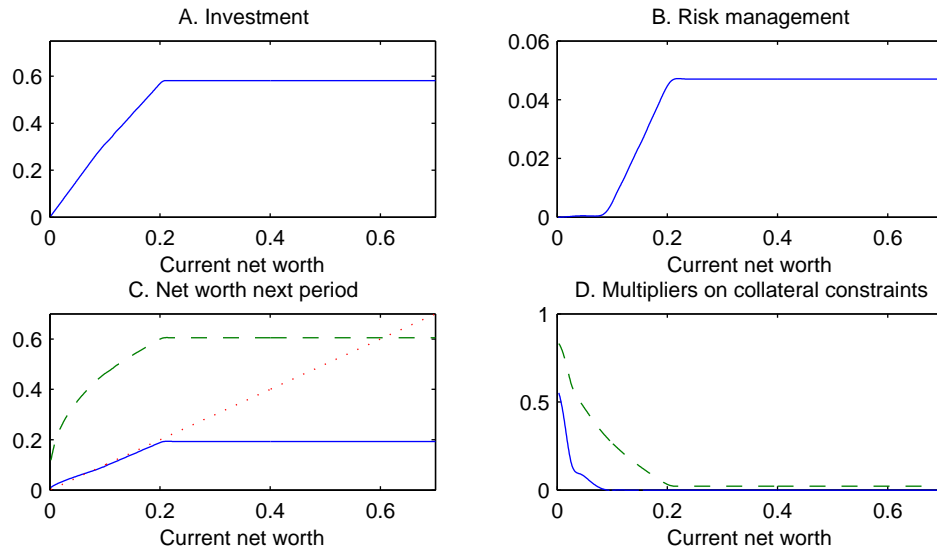 A. Investment
0.6
0.4
0.2
0
0 0.2 0.4 0.6
Current net worth
B. Risk management
0.06
0.04
0.02
0
0 0.2 0.4 0.6
Current net worth
C. Net worth next period
0.6
0.4
0.2
0
0 0.2 0.4 0.6
Current net worth
D. Multipliers on collateral constraints
1
0.5
0
0 0.2 0.4 0.6
Current net worth